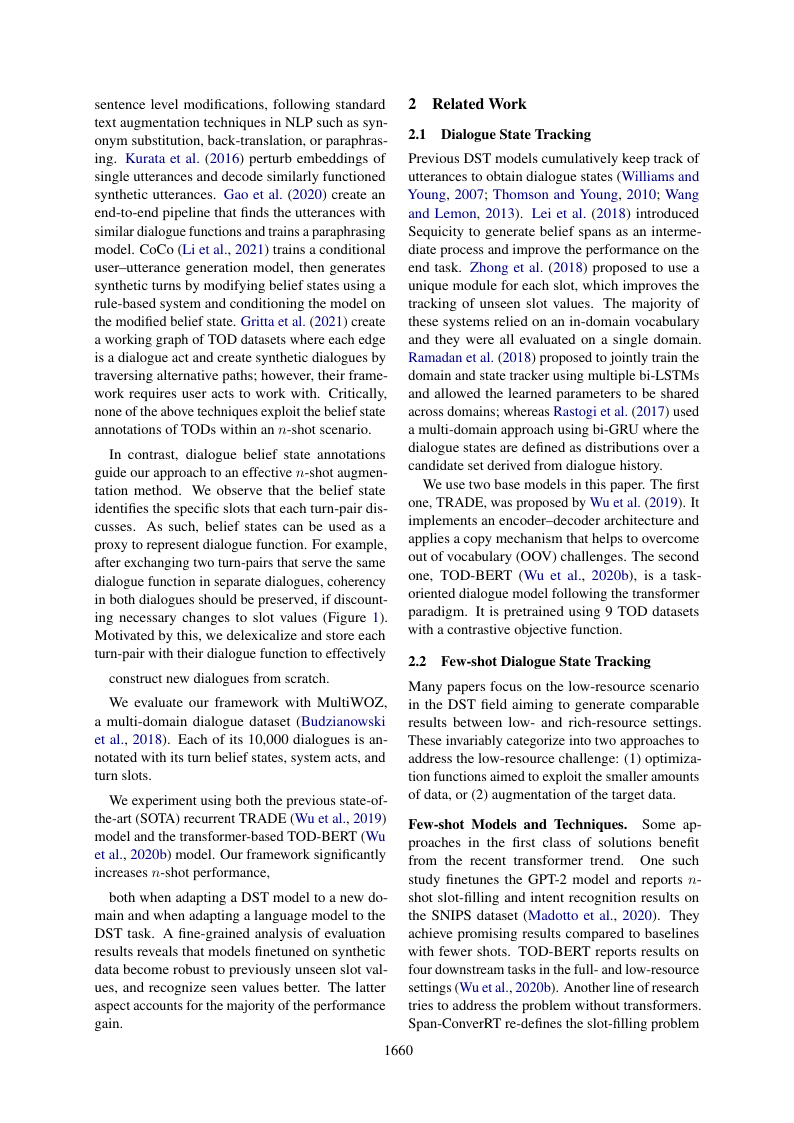 sentence level modifications, following standard
text augmentation techniques in NLP such as syn-
onym substitution, back-translation, or paraphras-
ing. Kurata et al. (2016) perturb embeddings of
single utterances and decode similarly functioned
synthetic utterances. Gao et al. (2020) create an
end-to-end pipeline that finds the utterances with
similar dialogue functions and trains a paraphrasing
model. CoCo (Li et al., 2021) trains a conditional
user–utterance generation model, then generates
synthetic turns by modifying belief states using a
rule-based system and conditioning the model on
the modified belief state. Gritta et al. (2021) create
a working graph of TOD datasets where each edge
is a dialogue act and create synthetic dialogues by
traversing alternative paths; however, their frame-
work requires user acts to work with. Critically,
none of the above techniques exploit the belief state
annotations of TODs within an n-shot scenario.
In contrast, dialogue belief state annotations
guide our approach to an effective n-shot augmen-
tation method. We observe that the belief state
identifies the specific slots that each turn-pair dis-
cusses. As such, belief states can be used as a
proxy to represent dialogue function. For example,
after exchanging two turn-pairs that serve the same
dialogue function in separate dialogues, coherency
in both dialogues should be preserved, if discount-
ing necessary changes to slot values (Figure 1).
Motivated by this, we delexicalize and store each
turn-pair with their dialogue function to effectively
construct new dialogues from scratch.
We evaluate our framework with MultiWOZ,
a multi-domain dialogue dataset (Budzianowski
et al., 2018). Each of its 10,000 dialogues is an-
notated with its turn belief states, system acts, and
turn slots.
We experiment using both the previous state-of-
the-art (SOTA) recurrent TRADE (Wu et al., 2019)
model and the transformer-based TOD-BERT (Wu
et al., 2020b) model. Our framework significantly
increases n-shot performance,
both when adapting a DST model to a new do-
main and when adapting a language model to the
DST task. A fine-grained analysis of evaluation
results reveals that models finetuned on synthetic
data become robust to previously unseen slot val-
ues, and recognize seen values better. The latter
aspect accounts for the majority of the performance
gain.
2 Related Work
2.1 Dialogue State Tracking
Previous DST models cumulatively keep track of
utterances to obtain dialogue states (Williams and
Young, 2007; Thomson and Young, 2010; Wang
and Lemon, 2013). Lei et al. (2018) introduced
Sequicity to generate belief spans as an interme-
diate process and improve the performance on the
end task. Zhong et al. (2018) proposed to use a
unique module for each slot, which improves the
tracking of unseen slot values. The majority of
these systems relied on an in-domain vocabulary
and they were all evaluated on a single domain.
Ramadan et al. (2018) proposed to jointly train the
domain and state tracker using multiple bi-LSTMs
and allowed the learned parameters to be shared
across domains; whereas Rastogi et al. (2017) used
a multi-domain approach using bi-GRU where the
dialogue states are defined as distributions over a
candidate set derived from dialogue history.
We use two base models in this paper. The first
one, TRADE, was proposed by Wu et al. (2019). It
implements an encoder–decoder architecture and
applies a copy mechanism that helps to overcome
out of vocabulary (OOV) challenges. The second
one, TOD-BERT (Wu et al., 2020b), is a task-
oriented dialogue model following the transformer
paradigm. It is pretrained using 9 TOD datasets
with a contrastive objective function.
2.2 Few-shot Dialogue State Tracking
Many papers focus on the low-resource scenario
in the DST field aiming to generate comparable
results between low- and rich-resource settings.
These invariably categorize into two approaches to
address the low-resource challenge: (1) optimiza-
tion functions aimed to exploit the smaller amounts
of data, or (2) augmentation of the target data.
Few-shot Models and Techniques. Some ap-
proaches in the first class of solutions benefit
from the recent transformer trend. One such
study finetunes the GPT-2 model and reports n-
shot slot-filling and intent recognition results on
the SNIPS dataset (Madotto et al., 2020). They
achieve promising results compared to baselines
with fewer shots. TOD-BERT reports results on
four downstream tasks in the full- and low-resource
settings (Wu et al., 2020b). Another line of research
tries to address the problem without transformers.
Span-ConverRT re-defines the slot-filling problem
1660